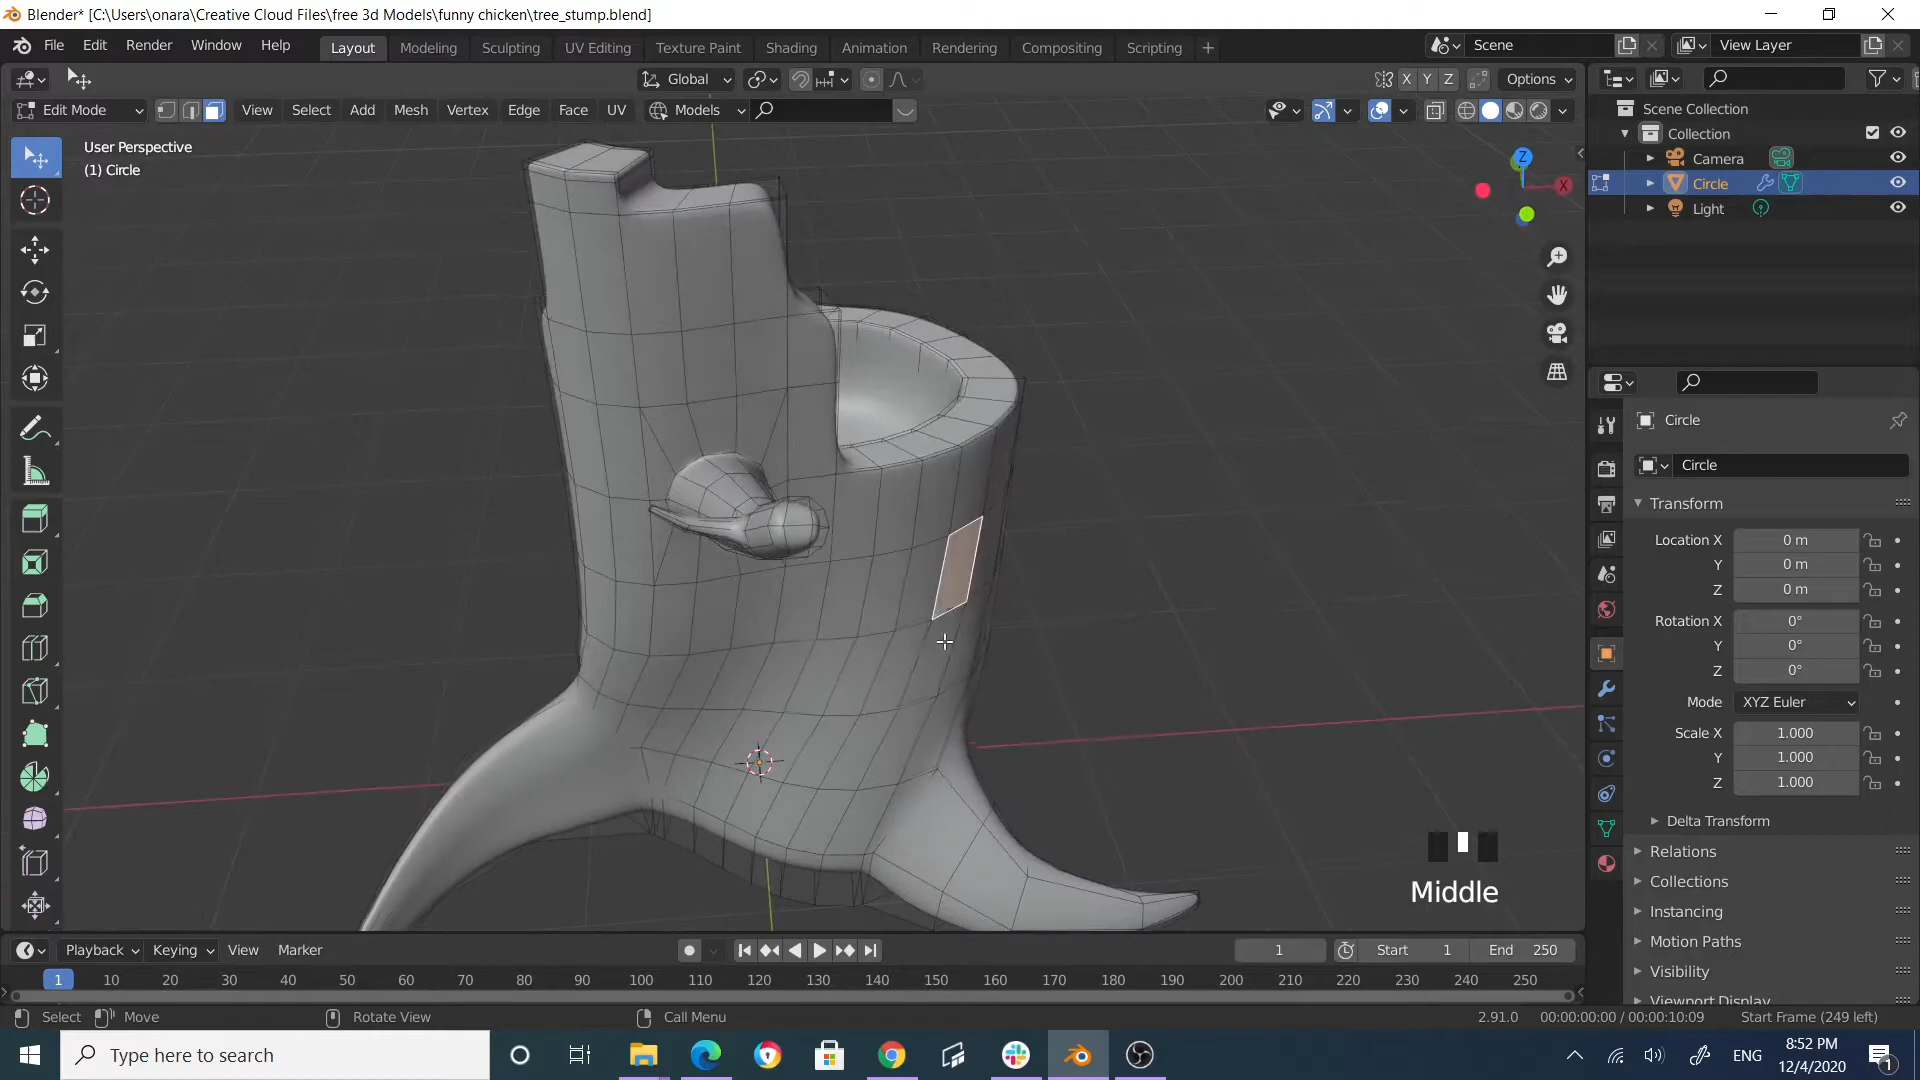 Blender* [C:\Users\onara\Creative Cloud Files\free 3d Models\funny chicken\tree_stump.blend]
File Edit Render Window Help Layout Modeling Sculpting UV Editing Texture Paint Shading Animation Rendering Compositing Scripting + Scene View Layer
Global X Y Z Options
Edit Mode View Select Add Mesh Vertex Edge Face UV Models
User Perspective
(1) Circle
Z
X
Scene Collection
Collection
Camera
Circle
Light
Circle
Circle
Transform
Location X 0 m
Y 0 m
Z 0 m
Rotation X 0°
Y 0°
Z 0°
Mode XYZ Euler
Scale X 1.000
Y 1.000
Z 1.000
Delta Transform
Relations
Collections
Instancing
Motion Paths
Visibility
Viewport Display
Middle
Playback Keying View Marker 1 Start 1 End 250
1 10 20 30 40 50 60 70 80 90 100 110 120 130 140 150 160 170 180 190 200 210 220 230 240 250
Select Move Rotate View Call Menu 2.91.0 00:00:00:00 / 00:00:10:09 Start Frame (249 left)
Type here to search
ENG
8:52 PM
12/4/2020
1